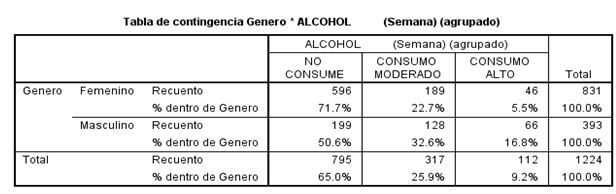 Tabla de contingencia Genero * ALCOHOL (Semana) (agrupado)
ALCOHOL (Semana) (agrupado)
NO CONSUME CONSUMO MODERADO CONSUMO ALTO Total
Genero Femenino Recuento 596 189 46 831
% dentro de Genero 71.7% 22.7% 5.5% 100.0%
Masculino Recuento 199 128 66 393
% dentro de Genero 50.6% 32.6% 16.8% 100.0%
Total Recuento 795 317 112 1224
% dentro de Genero 65.0% 25.9% 9.2% 100.0%